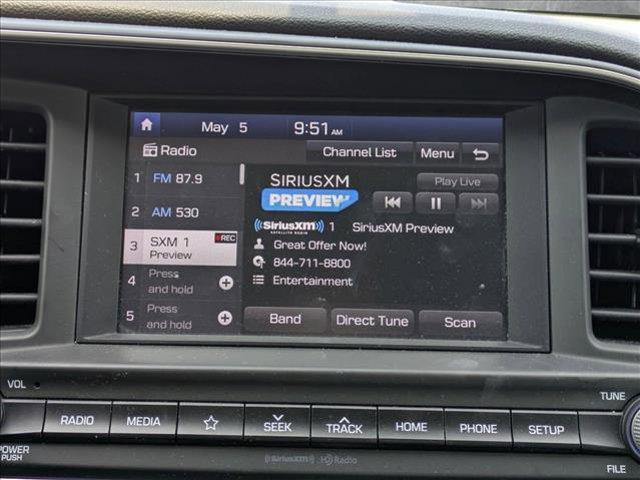 May 5 9:51 AM
Radio Channel List Menu
1 FM 87.9
2 AM 530
3 SXM 1 REC
Preview
4 Press
and hold
5 Press
and hold
SIRIUSXM
PREVIEW
Play Live
((SiriusXM)) 1 SiriusXM Preview
SATELLITE RADIO
Great Offer Now!
844-711-8800
Entertainment
Band Direct Tune Scan
VOL TUNE
RADIO MEDIA SEEK TRACK HOME PHONE SETUP
POWER
PUSH
((SiriusXM)) HD Radio
FILE